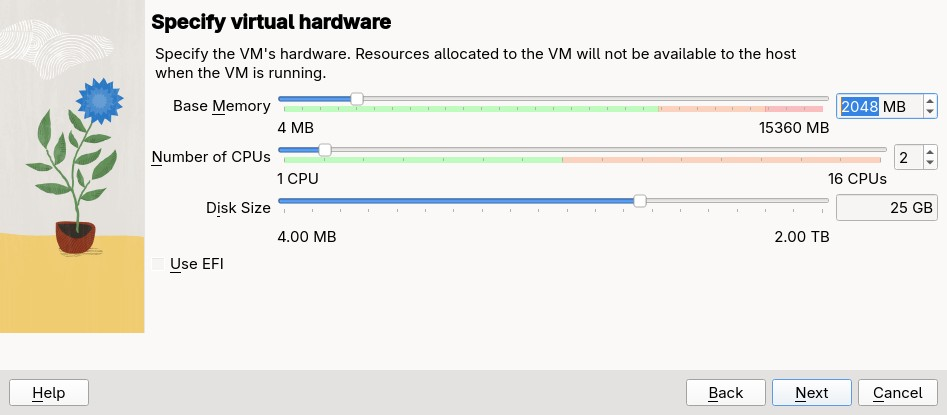 Specify virtual hardware
Specify the VM's hardware. Resources allocated to the VM will not be available to the host
when the VM is running.
Base Memory
2048 MB
4 MB 15360 MB
Number of CPUs
2
1 CPU 16 CPUs
Disk Size
25 GB
4.00 MB 2.00 TB
Use EFI
Help Back Next Cancel